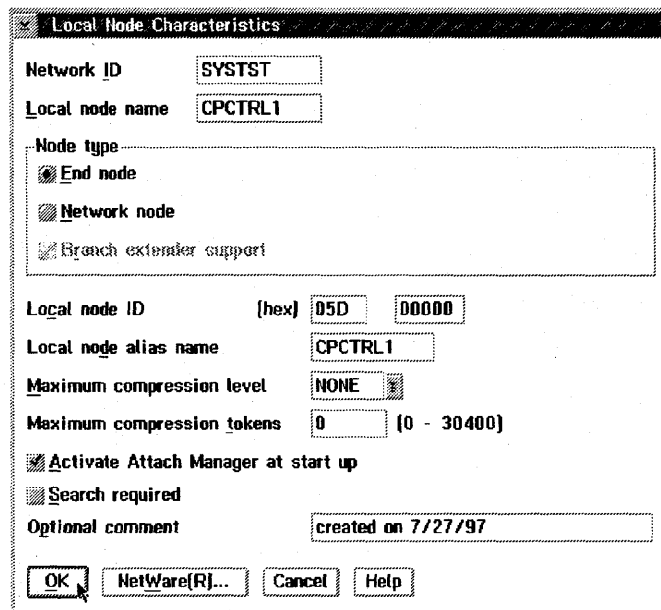 Local Node Characteristics
Network ID SYSTST
Local node name CPCTRL1
Node type
End node
Network node
Branch extender support
Local node ID (hex) 05D 00000
Local node alias name CPCTRL1
Maximum compression level NONE
Maximum compression tokens 0 (0 - 30400)
Activate Attach Manager at start up
Search required
Optional comment created on 7/27/97
OK NetWare(R)... Cancel Help